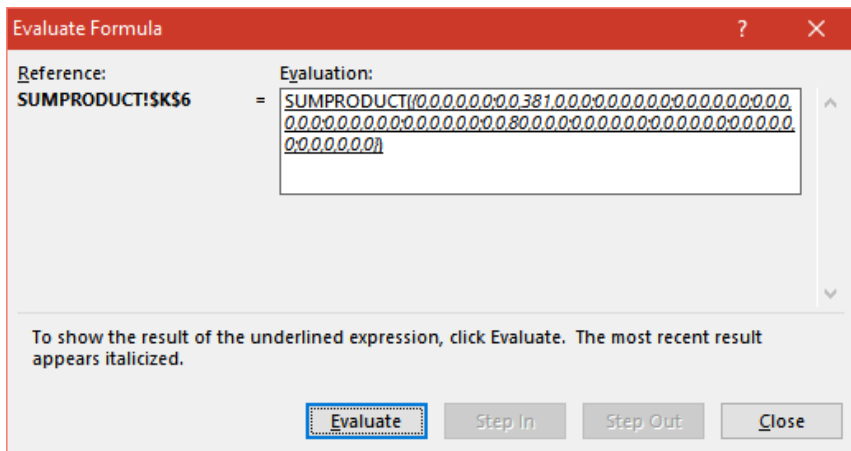 Evaluate Formula ? ×
Reference: Evaluation:
SUMPRODUCT!$K$6 = SUMPRODUCT({0,0,0,0,0,0;0,0,381,0,0,0;0,0,0,0,0,0;0,0,0,0,0,0;0,0,0,
0,0,0;0,0,0,0,0,0;0,0,0,0,0,0;0,0,80,0,0,0;0,0,0,0,0,0;0,0,0,0,0,0;0,0,0,0,0,
0;0,0,0,0,0,0})
To show the result of the underlined expression, click Evaluate. The most recent result
appears italicized.
Evaluate Step In Step Out Close